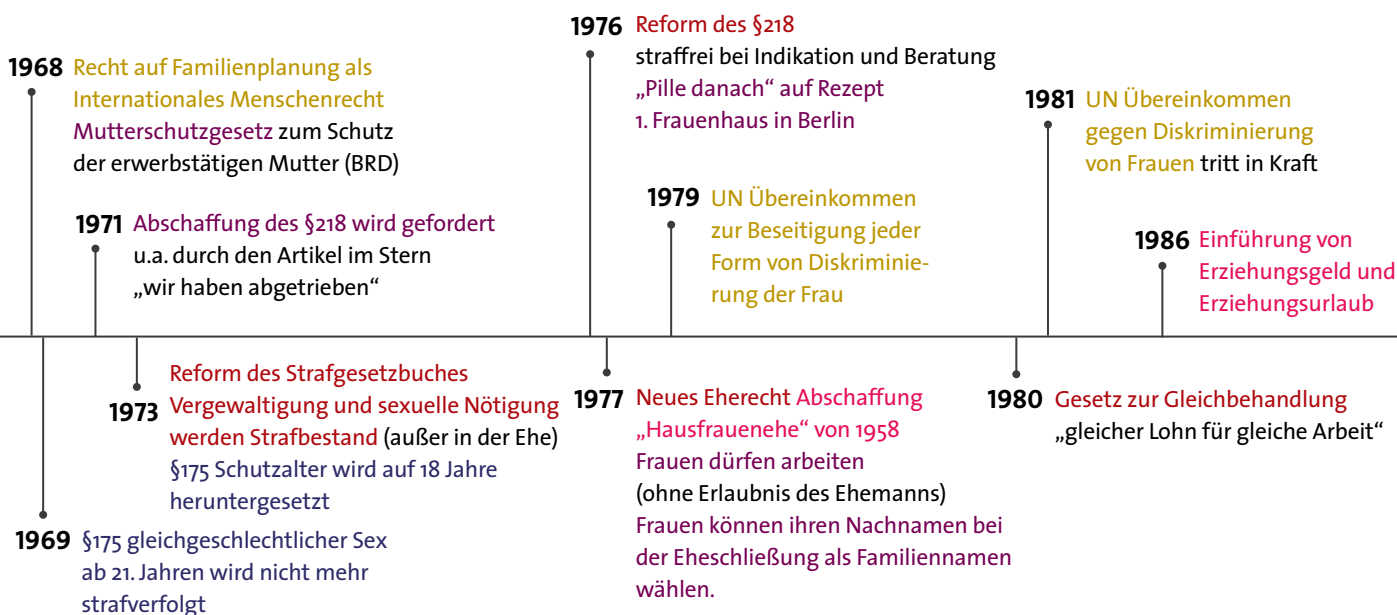 1968 Recht auf Familienplanung als
Internationales Menschenrecht
Mutterschutzgesetz zum Schutz
der erwerbstätigen Mutter (BRD)
1971 Abschaffung des §218 wird gefordert
u.a. durch den Artikel im Stern
„wir haben abgetrieben“
1976 Reform des §218
straffrei bei Indikation und Beratung
„Pille danach“ auf Rezept
1. Frauenhaus in Berlin
1979 UN Übereinkommen
zur Beseitigung jeder
Form von Diskriminie-
rung der Frau
1981 UN Übereinkommen
gegen Diskriminierung
von Frauen tritt in Kraft
1986 Einführung von
Erziehungsgeld und
Erziehungsurlaub
1969 §175 gleichgeschlechtlicher Sex
ab 21. Jahren wird nicht mehr
strafverfolgt
Reform des Strafgesetzbuches
1973 Vergewaltigung und sexuelle Nötigung
werden Strafbestand (außer in der Ehe)
§175 Schutzalter wird auf 18 Jahre
heruntergesetzt
1977 Neues Eherecht Abschaffung
„Hausfrauenehe“ von 1958
Frauen dürfen arbeiten
(ohne Erlaubnis des Ehemanns)
Frauen können ihren Nachnamen bei
der Eheschließung als Familiennamen
wählen.
1980 Gesetz zur Gleichbehandlung
„gleicher Lohn für gleiche Arbeit“